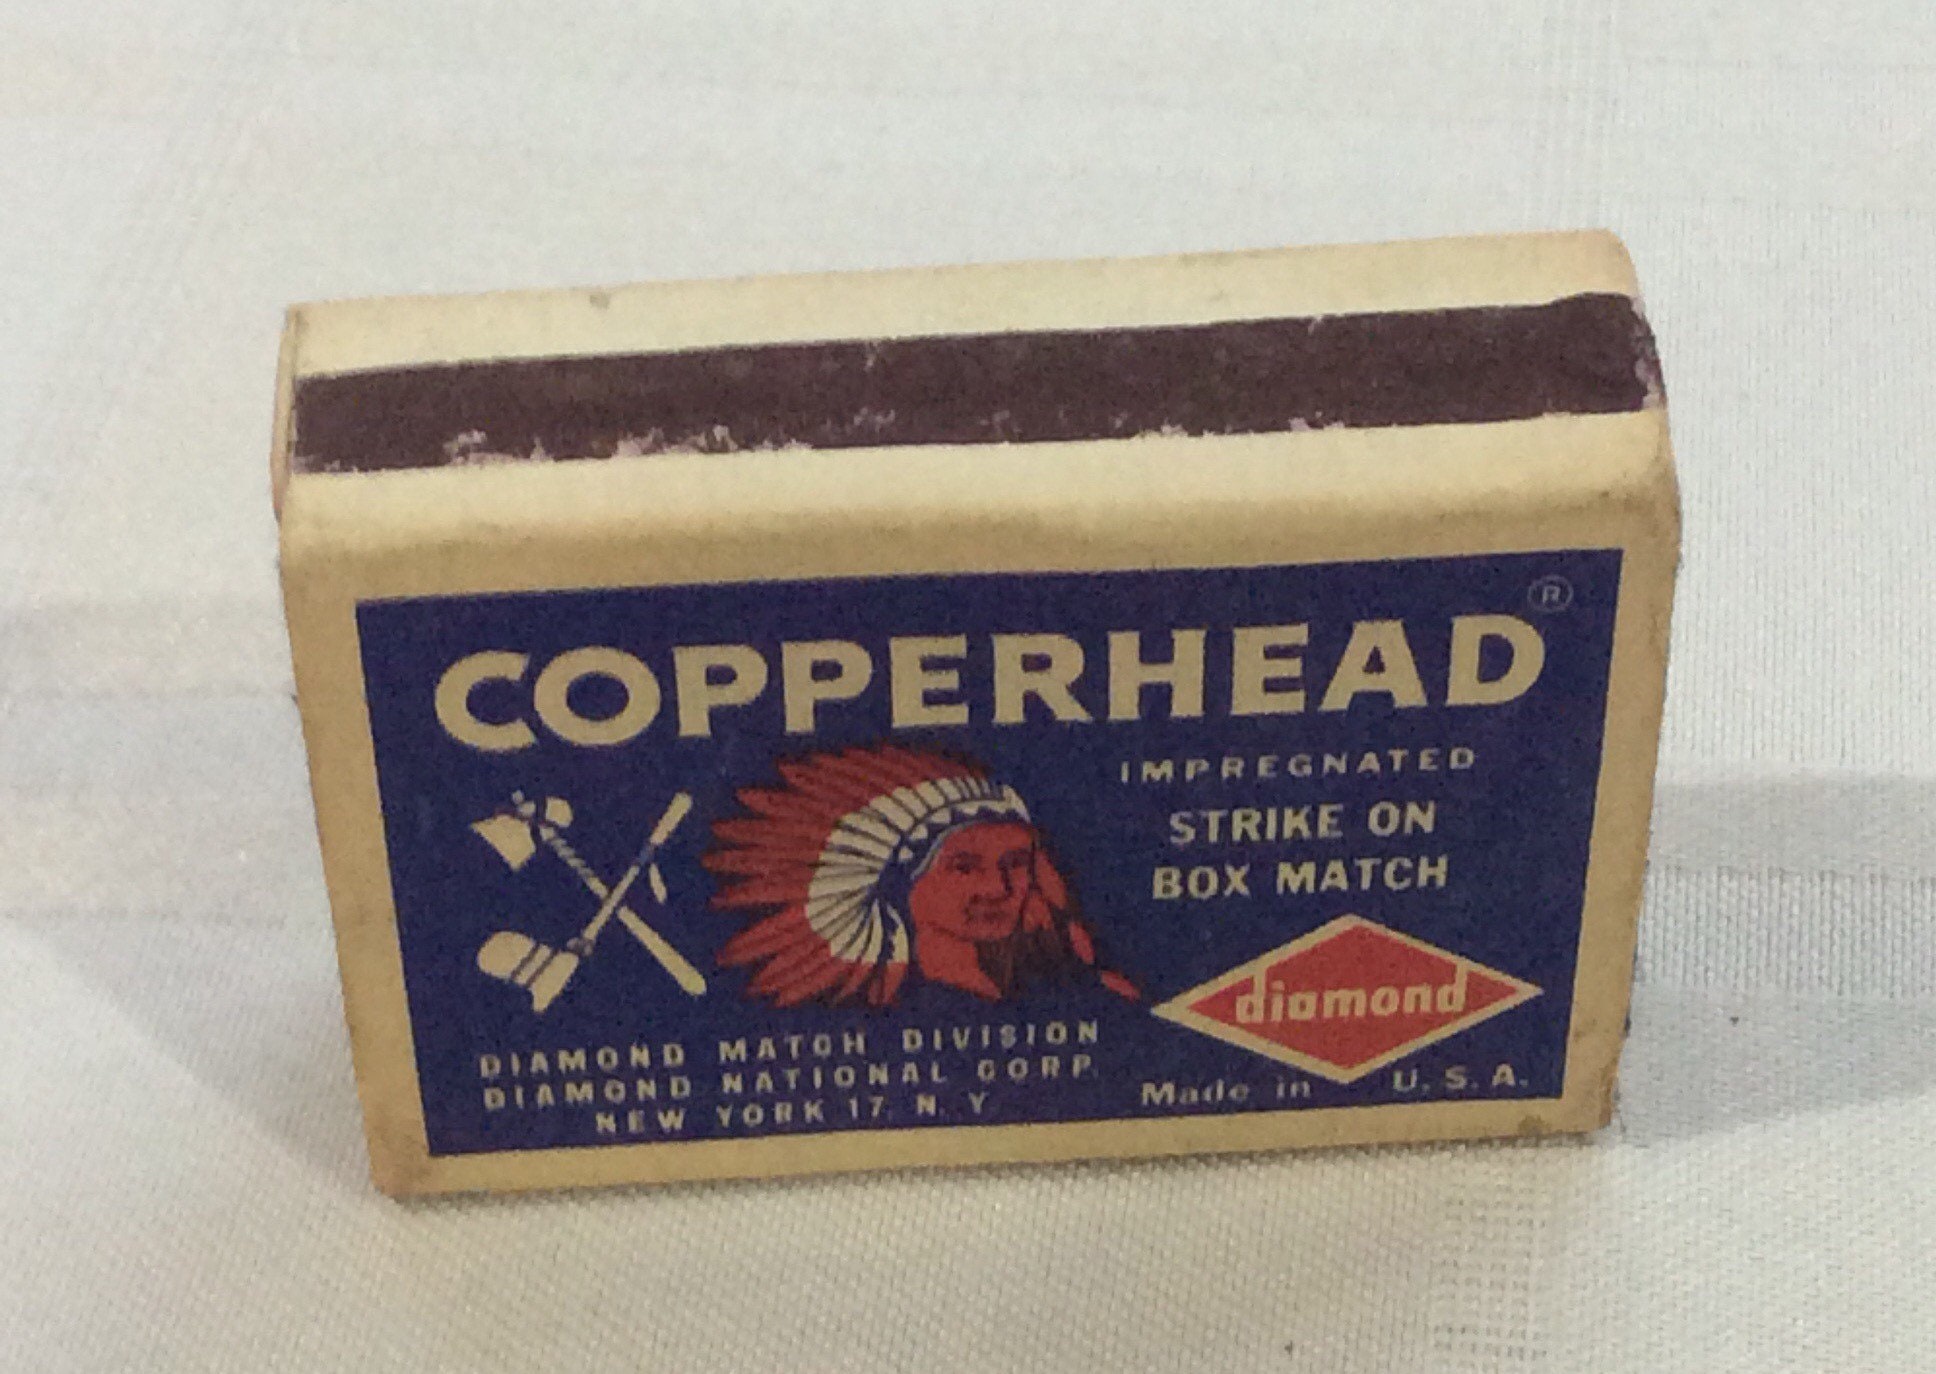 COPPERHEAD ®
IMPREGNATED
STRIKE ON
BOX MATCH
diamond
DIAMOND MATCH DIVISION
DIAMOND NATIONAL CORP.
NEW YORK 17 N. Y
Made in U. S. A.